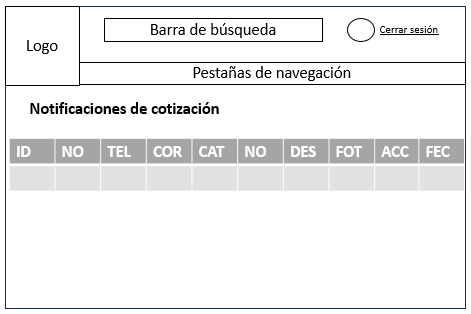 Logo
Barra de búsqueda
Cerrar sesión
Pestañas de navegación
Notificaciones de cotización
ID NO TEL COR CAT NO DES FOT ACC FEC